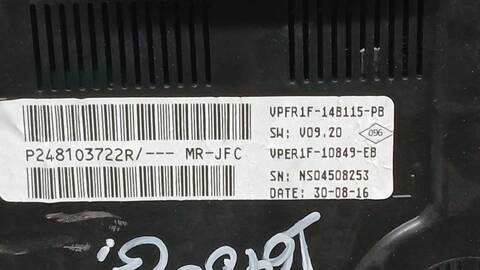 VPFR1F-14B115-PB
SW: V09.20
096
P248103722R/--- MR-JFC
VPER1F-10849-EB
SN: NS04508253
DATE: 30-08-16